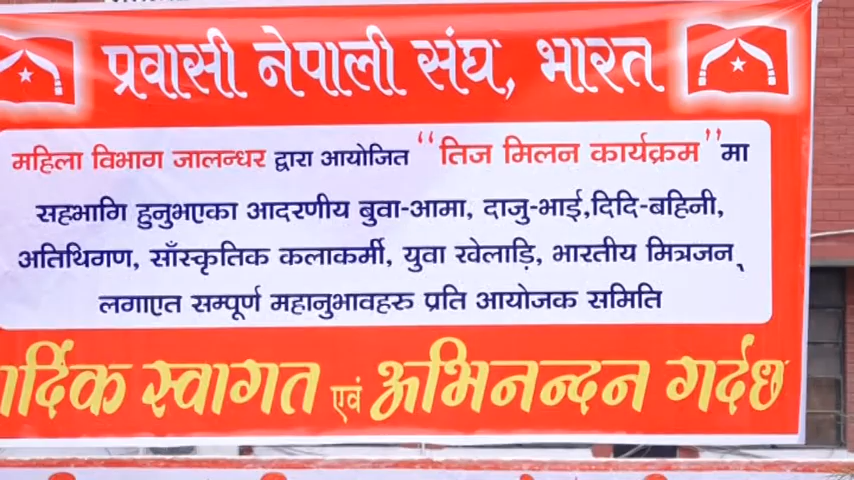 प्रवासी नेपाली संघ, भारत
महिला विभाग जालन्धर द्वारा आयोजित “तिज मिलन कार्यक्रम” मा
सहभागि हुनुभएका आदरणीय बुवा-आमा, दाजु-भाई,दिदि-बहिनी,
अतिथिगण, साँस्कृतिक कलाकर्मी, युवा खेलाड़ि, भारतीय मित्रजन,
लगाएत सम्पूर्ण महानुभावहरु प्रति आयोजक समिति
र्दिक स्वागत एवं अभिनन्दन गर्दछ